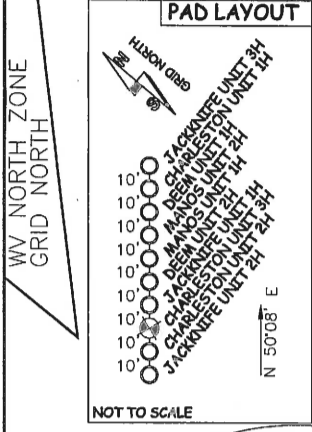 PAD LAYOUT
WV NORTH ZONE
GRID NORTH
N
GRID NORTH
JACKKNIFE UNIT 3H
CHARLESTON UNIT 1H
DEEM UNIT 1H
MANOS UNIT 2H
MANOS UNIT 1H
DEEM UNIT 2H
JACKKNIFE UNIT 1H
CHARLESTON UNIT 3H
CHARLESTON UNIT 2H
JACKKNIFE UNIT 2H
10'
10'
10'
10'
10'
10'
10'
10'
10'
N 50°08' E
NOT TO SCALE